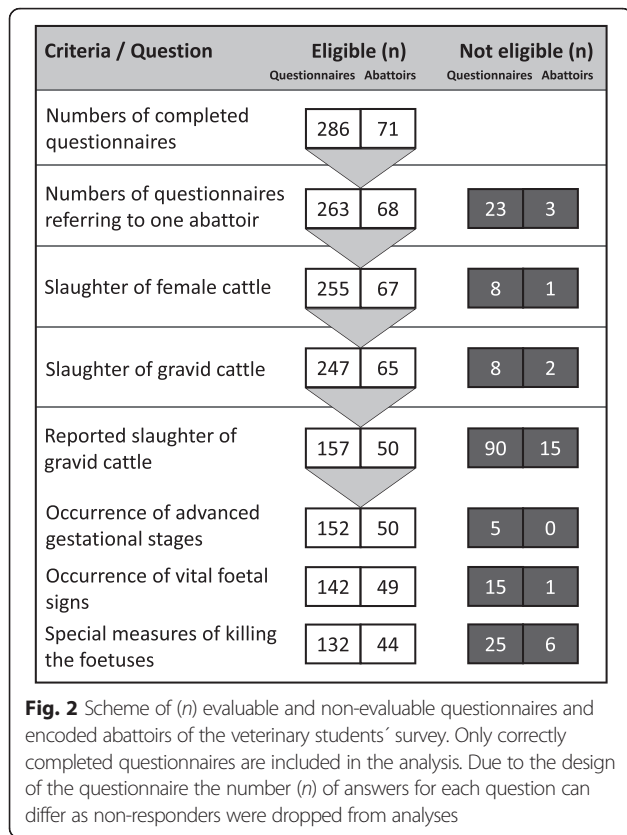 Criteria / Question Eligible (n) Not eligible (n)
Questionnaires Abattoirs Questionnaires Abattoirs
Numbers of completed
questionnaires
286 71
Numbers of questionnaires
referring to one abattoir
263 68 23 3
Slaughter of female cattle 255 67 8 1
Slaughter of gravid cattle 247 65 8 2
Reported slaughter of
gravid cattle
157 50 90 15
Occurrence of advanced
gestational stages
152 50 5 0
Occurrence of vital foetal
signs
142 49 15 1
Special measures of killing
the foetuses
132 44 25 6
Fig. 2 Scheme of (n) evaluable and non-evaluable questionnaires and
encoded abattoirs of the veterinary students´ survey. Only correctly
completed questionnaires are included in the analysis. Due to the design
of the questionnaire the number (n) of answers for each question can
differ as non-responders were dropped from analyses